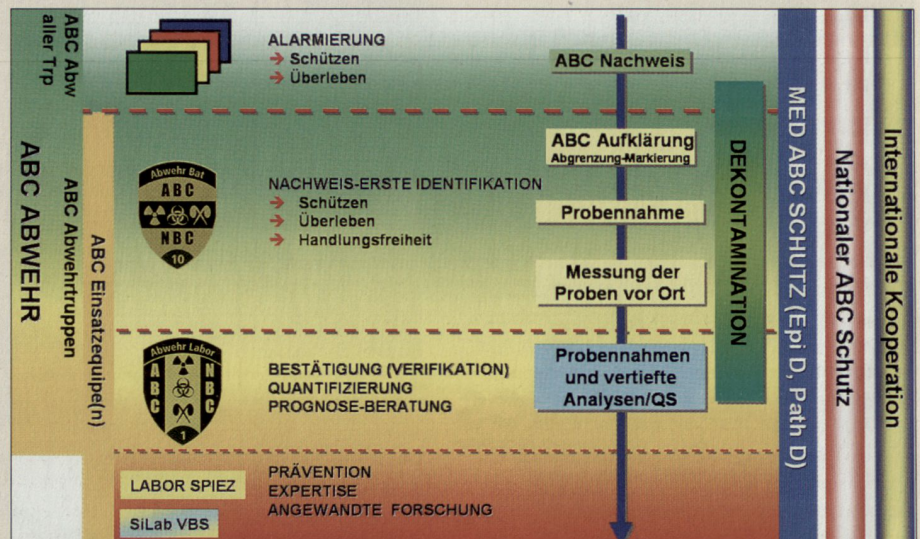 ABC ABWEHR
ABC Abw
aller Trp
ABC Abwehrtruppen
ABC Einsatzequipe(n)
ALARMIERUNG
→ Schützen
→ Überleben
ABC Nachweis
Abwehr Bat
ABC
NBC
10
NACHWEIS-ERSTE IDENTIFIKATION
→ Schützen
→ Überleben
→ Handlungsfreiheit
ABC Aufklärung
Abgrenzung-Markierung
Probennahme
Messung der
Proben vor Ort
Abwehr Labor
ABC
NBC
1
BESTÄTIGUNG (VERIFIKATION)
QUANTIFIZIERUNG
PROGNOSE-BERATUNG
Probennahmen
und vertiefte
Analysen/QS
LABOR SPIEZ
SiLab VBS
PRÄVENTION
EXPERTISE
ANGEWANDTE FORSCHUNG
DEKONTAMINATION
MED ABC SCHUTZ (Epi D, Path D)
Nationaler ABC Schutz
Internationale Kooperation